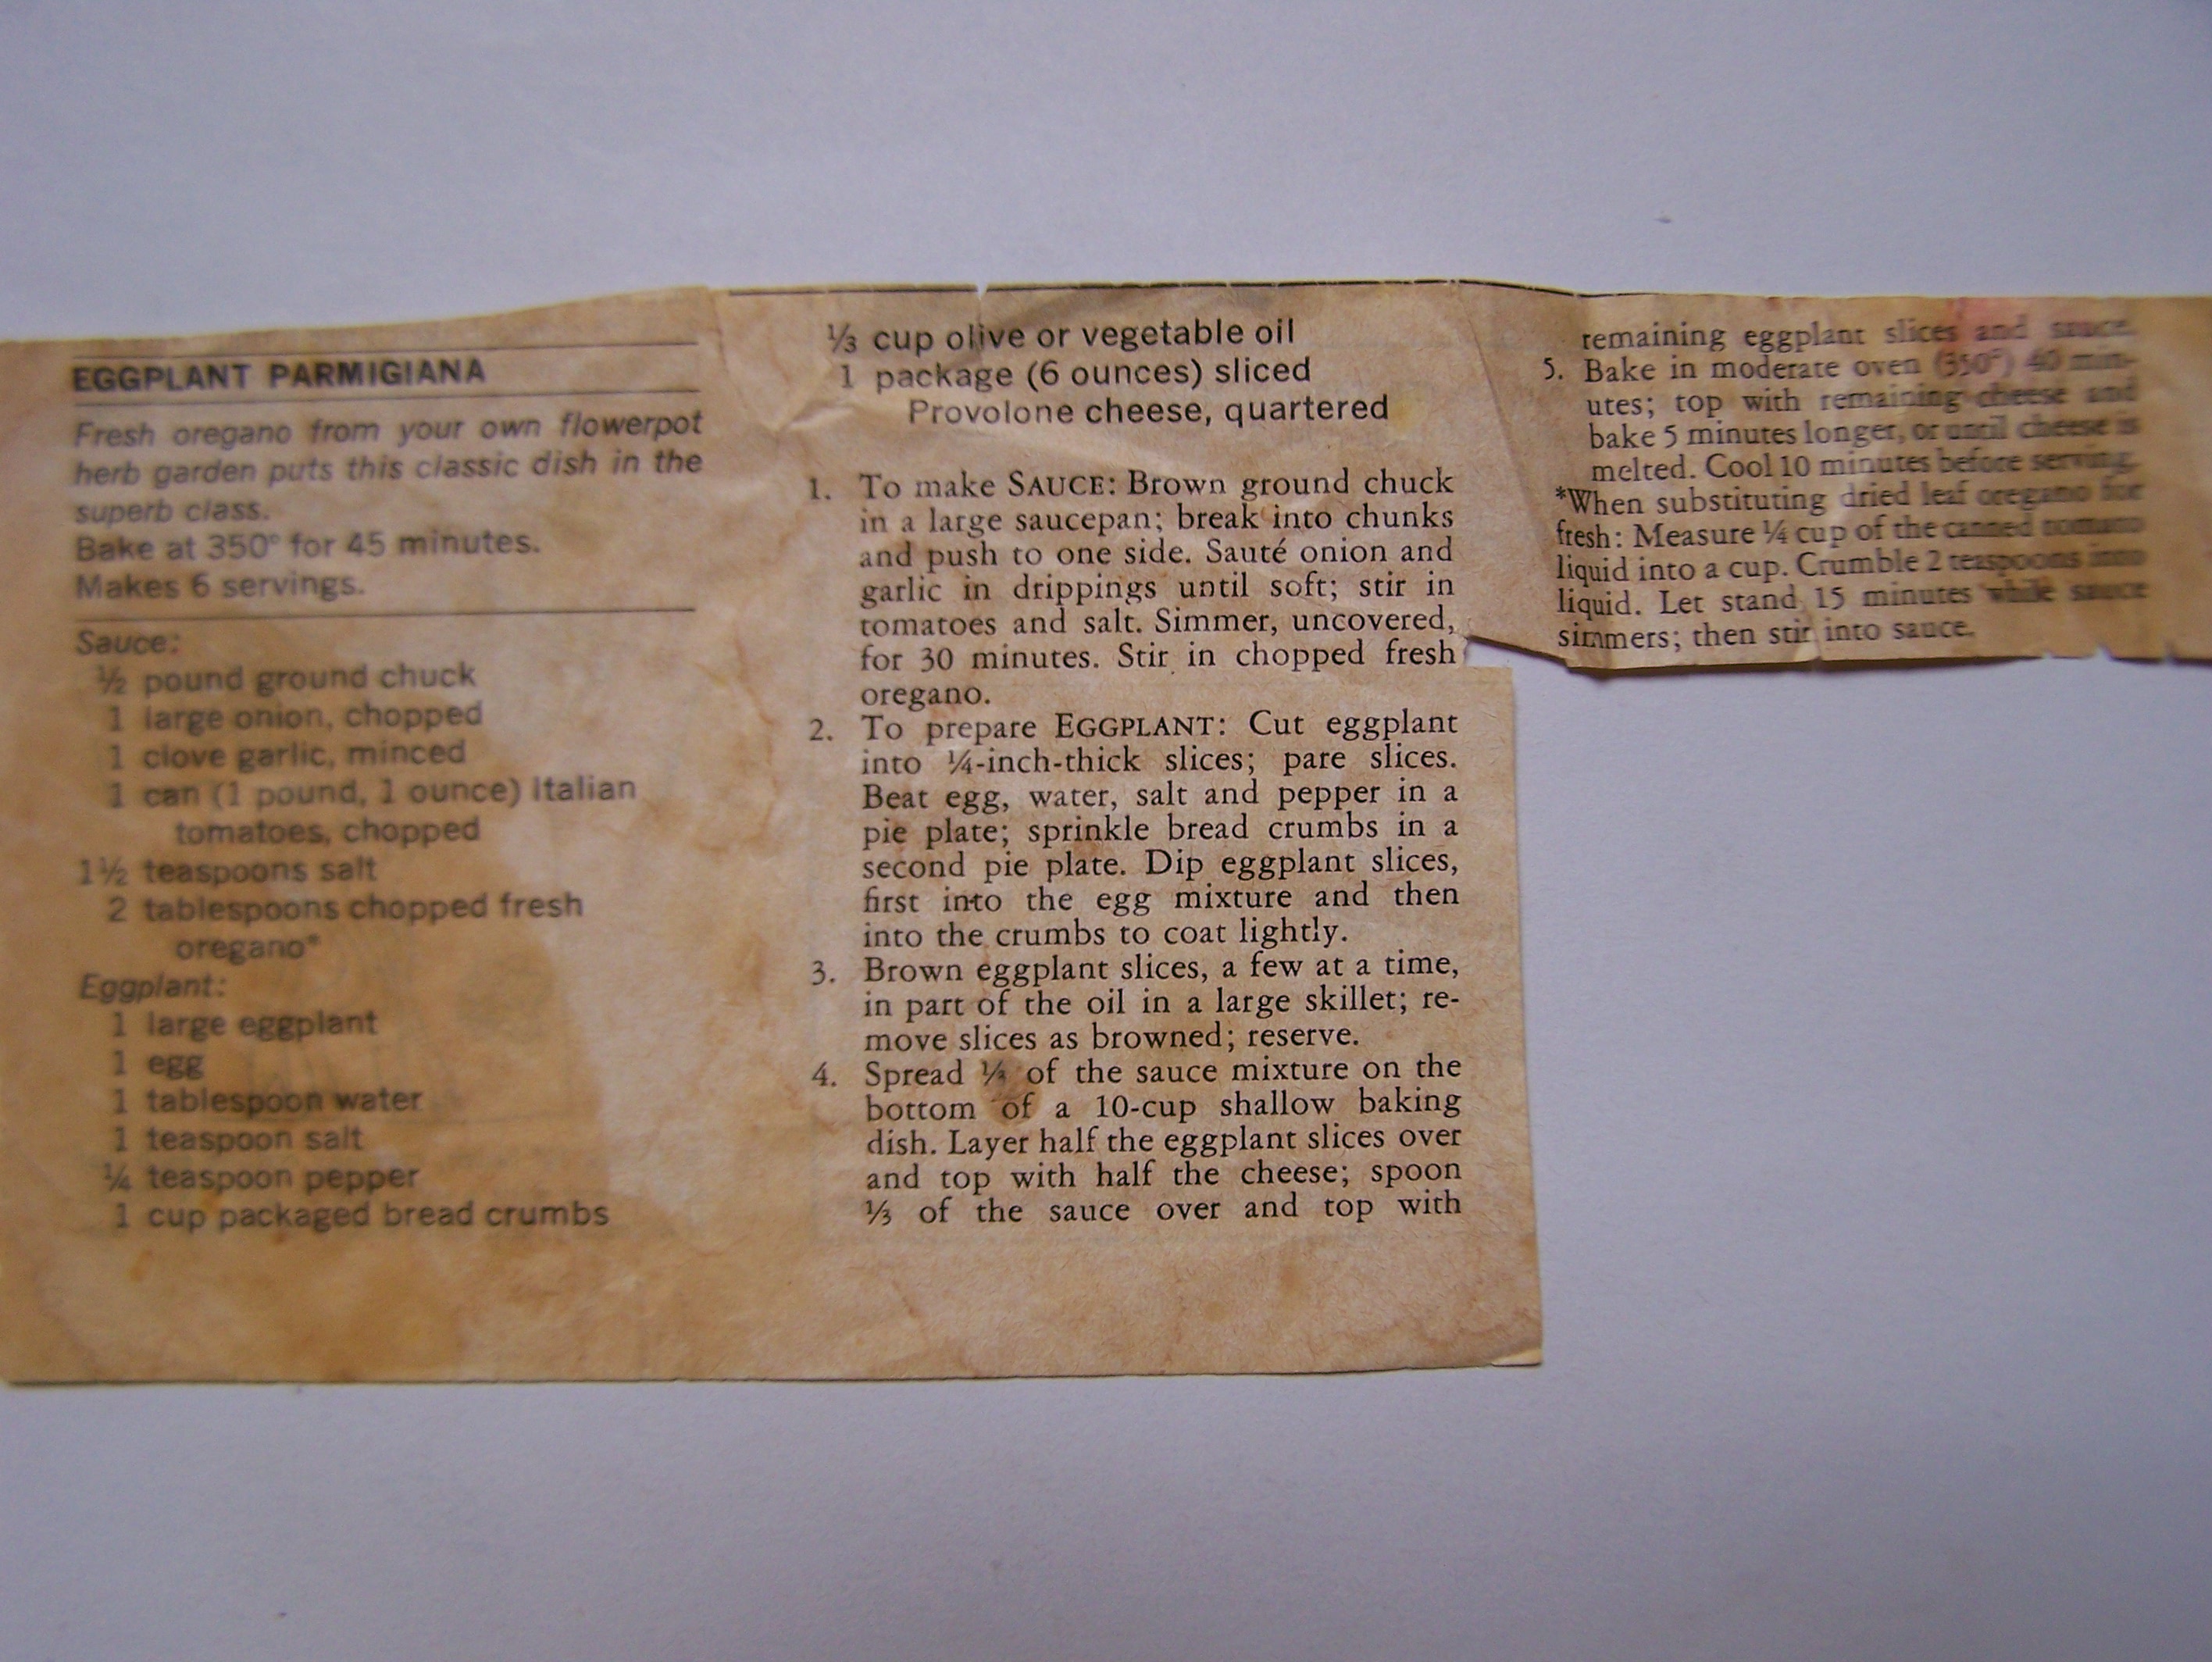 EGGPLANT PARMIGIANA
Fresh oregano from your own flowerpot
herb garden puts this classic dish in the
superb class.
Bake at 350° for 45 minutes.
Makes 6 servings.
Sauce:
½ pound ground chuck
1 large onion, chopped
1 clove garlic, minced
1 can (1 pound, 1 ounce) Italian
tomatoes, chopped
1½ teaspoons salt
2 tablespoons chopped fresh
oregano*
Eggplant:
1 large eggplant
1 egg
1 tablespoon water
1 teaspoon salt
¼ teaspoon pepper
1 cup packaged bread crumbs
⅓ cup olive or vegetable oil
1 package (6 ounces) sliced
Provolone cheese, quartered
1. To make SAUCE: Brown ground chuck
in a large saucepan; break into chunks
and push to one side. Sauté onion and
garlic in drippings until soft; stir in
tomatoes and salt. Simmer, uncovered,
for 30 minutes. Stir in chopped fresh
oregano.
2. To prepare EGGPLANT: Cut eggplant
into ¼-inch-thick slices; pare slices.
Beat egg, water, salt and pepper in a
pie plate; sprinkle bread crumbs in a
second pie plate. Dip eggplant slices,
first into the egg mixture and then
into the crumbs to coat lightly.
3. Brown eggplant slices, a few at a time,
in part of the oil in a large skillet; re-
move slices as browned; reserve.
4. Spread ⅓ of the sauce mixture on the
bottom of a 10-cup shallow baking
dish. Layer half the eggplant slices over
and top with half the cheese; spoon
⅓ of the sauce over and top with
remaining eggplant slices and sauce.
5. Bake in moderate oven (350°) 40 min-
utes; top with remaining cheese and
bake 5 minutes longer, or until cheese is
melted. Cool 10 minutes before serving.
*When substituting dried leaf oregano for
fresh: Measure ¼ cup of the canned tomato
liquid into a cup. Crumble 2 teaspoons into
liquid. Let stand 15 minutes while sauce
simmers; then stir into sauce.